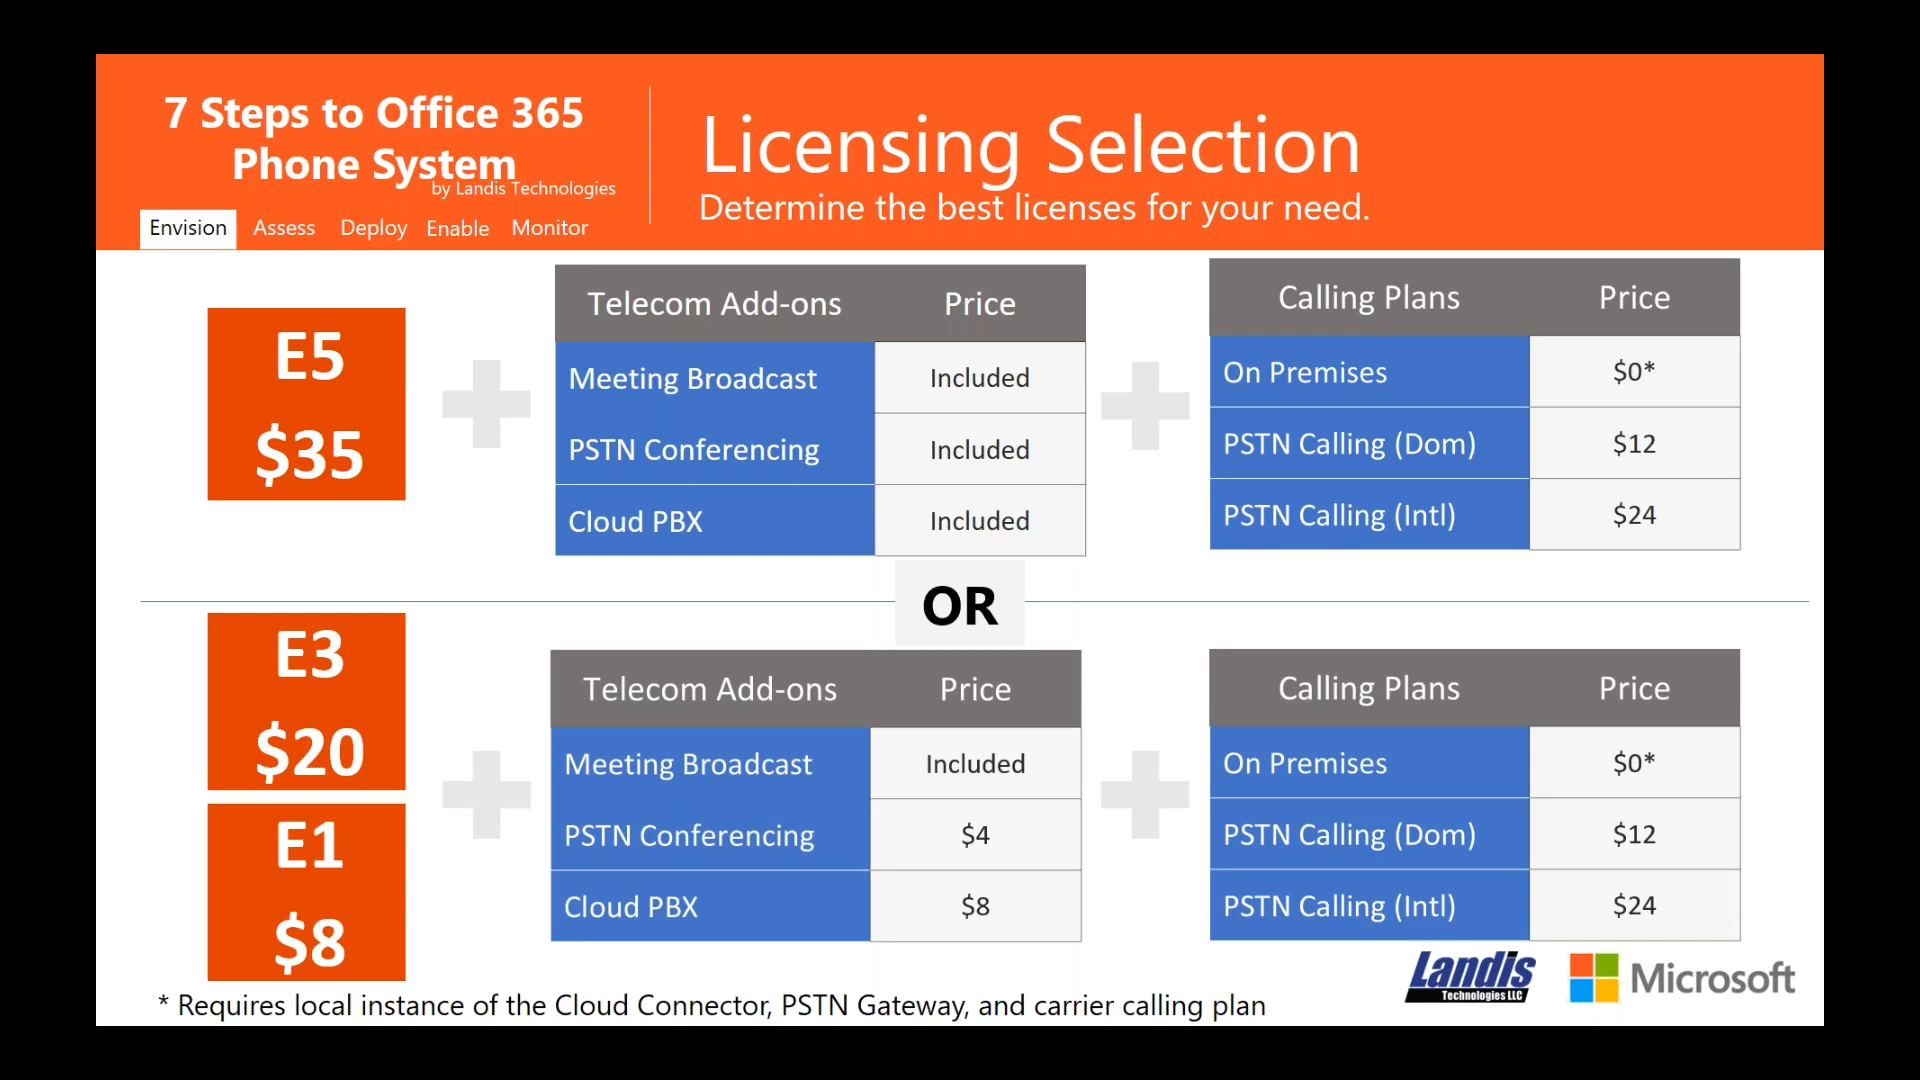 7 Steps to Office 365
Phone System
by Landis Technologies
Envision Assess Deploy Enable Monitor
Licensing Selection
Determine the best licenses for your need.
E5
$35
Telecom Add-ons Price
Meeting Broadcast Included
PSTN Conferencing Included
Cloud PBX Included
Calling Plans Price
On Premises $0*
PSTN Calling (Dom) $12
PSTN Calling (Intl) $24
OR
E3
$20
E1
$8
Telecom Add-ons Price
Meeting Broadcast Included
PSTN Conferencing $4
Cloud PBX $8
Calling Plans Price
On Premises $0*
PSTN Calling (Dom) $12
PSTN Calling (Intl) $24
* Requires local instance of the Cloud Connector, PSTN Gateway, and carrier calling plan
Landis
Technologies LLC
Microsoft